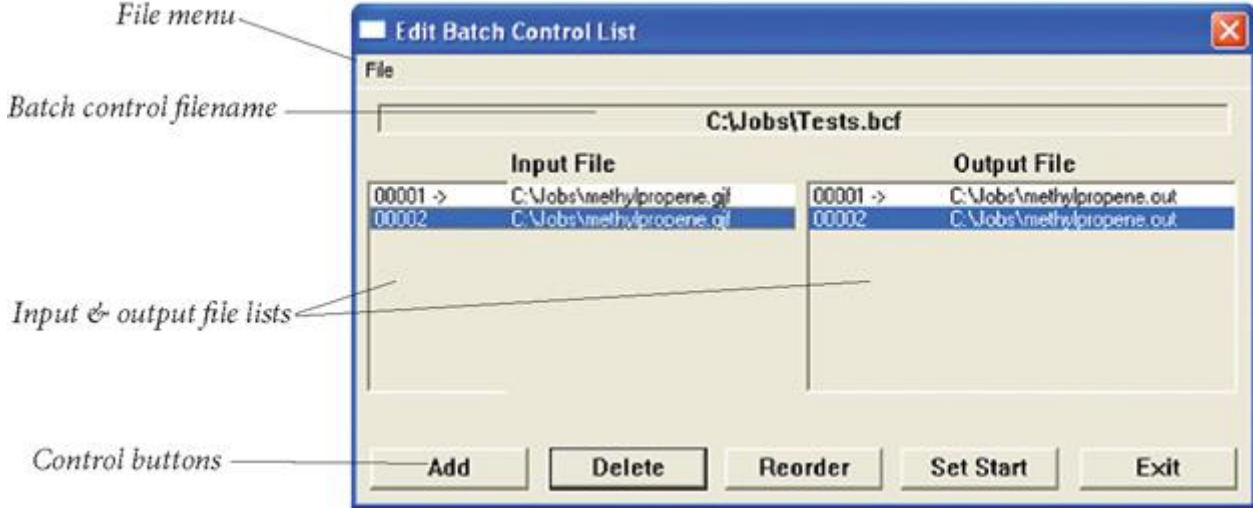 File menu
Edit Batch Control List
File
Batch control filename
C:\Jobs\Tests.bcf
Input File
Output File
00001 -> C:\Jobs\methylpropene.gjf
00002 C:\Jobs\methylpropene.gjf
00001 -> C:\Jobs\methylpropene.out
00002 C:\Jobs\methylpropene.out
Input & output file lists
Control buttons
Add
Delete
Reorder
Set Start
Exit